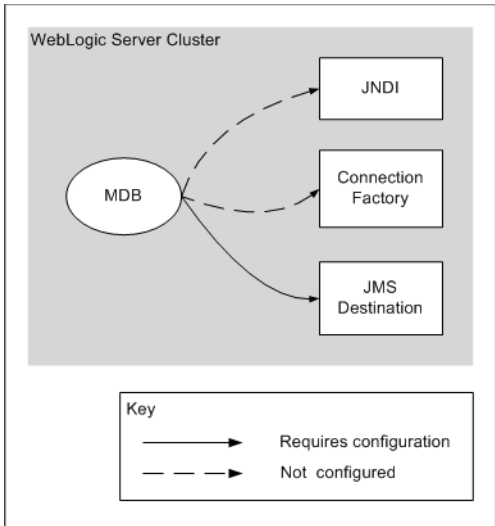 WebLogic Server Cluster
JNDI
MDB
Connection
Factory
JMS
Destination
Key
Requires configuration
Not configured